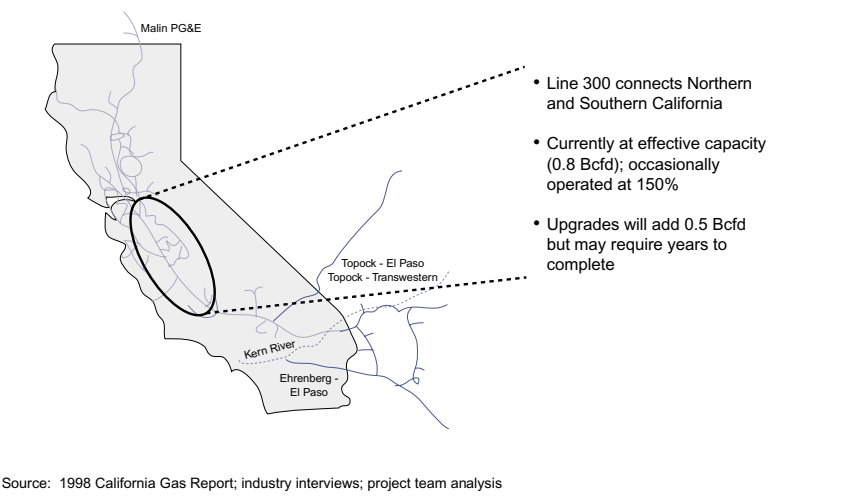 Malin PG&E
• Line 300 connects Northern
and Southern California
• Currently at effective capacity
(0.8 Bcfd); occasionally
operated at 150%
• Upgrades will add 0.5 Bcfd
but may require years to
complete
Topock - El Paso
Topock - Transwestern
Kern River
Ehrenberg -
El Paso
Source: 1998 California Gas Report; industry interviews; project team analysis